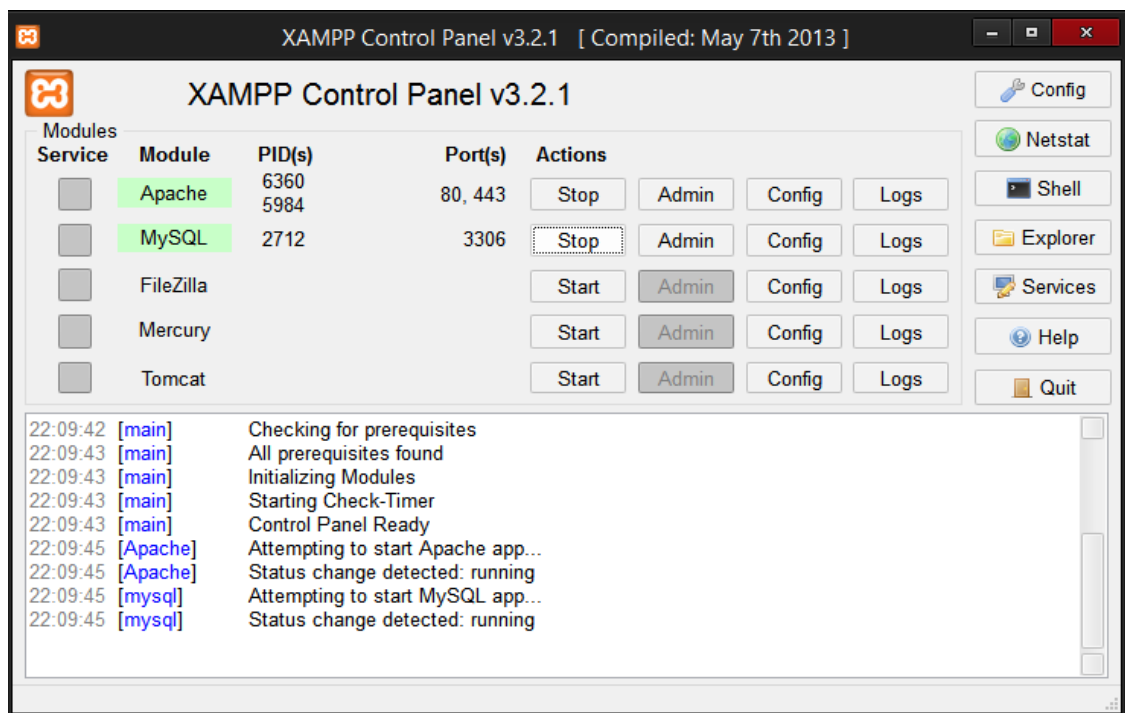 XAMPP Control Panel v3.2.1 [ Compiled: May 7th 2013 ]
XAMPP Control Panel v3.2.1
Config
Modules
Netstat
Service Module PID(s) Port(s) Actions
Apache 6360 5984 80, 443 Stop Admin Config Logs
Shell
MySQL 2712 3306 Stop Admin Config Logs
Explorer
FileZilla Start Admin Config Logs
Services
Mercury Start Admin Config Logs
Help
Tomcat Start Admin Config Logs
Quit
22:09:42 [main] Checking for prerequisites
22:09:43 [main] All prerequisites found
22:09:43 [main] Initializing Modules
22:09:43 [main] Starting Check-Timer
22:09:43 [main] Control Panel Ready
22:09:45 [Apache] Attempting to start Apache app...
22:09:45 [Apache] Status change detected: running
22:09:45 [mysql] Attempting to start MySQL app...
22:09:45 [mysql] Status change detected: running